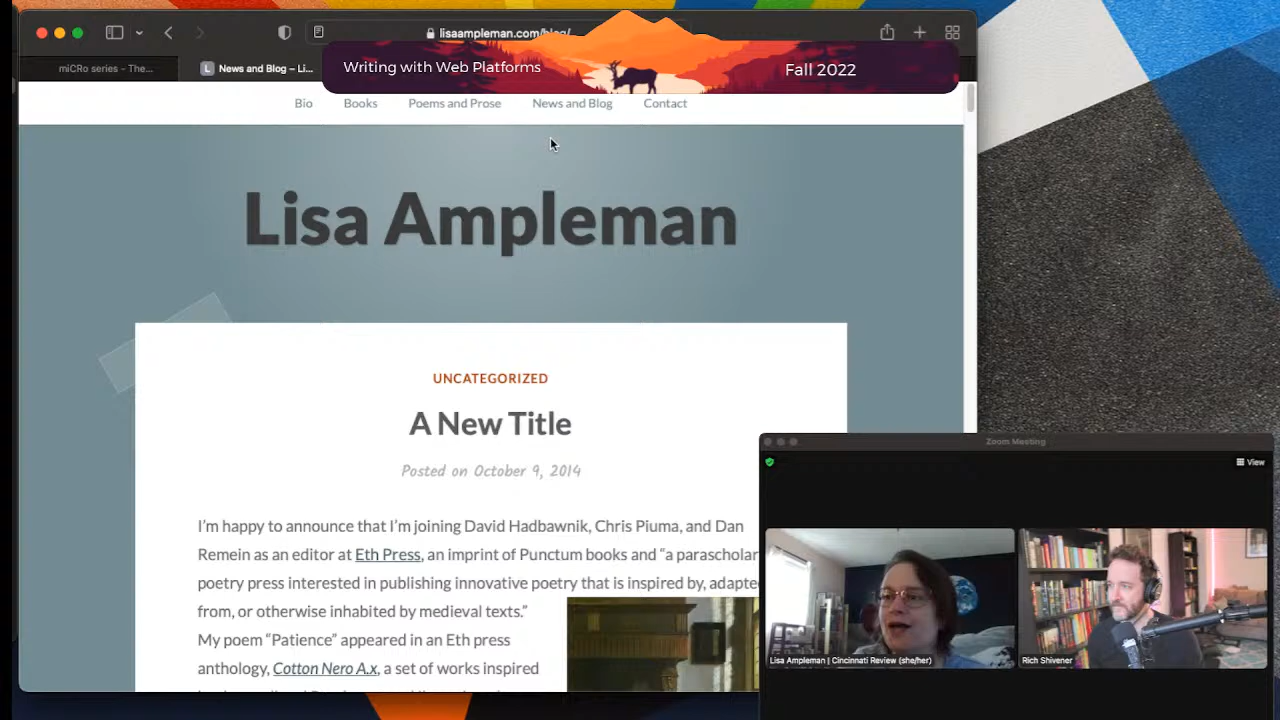 lisaampleman.com/blog/
Writing with Web Platforms
Fall 2022
miCRo series – The...
L News and Blog – Li...
Bio
Books
Poems and Prose
News and Blog
Contact
Lisa Ampleman
UNCATEGORIZED
A New Title
Posted on October 9, 2014
I'm happy to announce that I'm joining David Hadbawnik, Chris Piuma, and Dan
Remein as an editor at Eth Press, an imprint of Punctum books and “a parascholar
poetry press interested in publishing innovative poetry that is inspired by, adapte
from, or otherwise inhabited by medieval texts.”
My poem “Patience” appeared in an Eth press
anthology, Cotton Nero A.x, a set of works inspired
Zoom Meeting
View
Lisa Ampleman | Cincinnati Review (she/her)
Rich Shivener